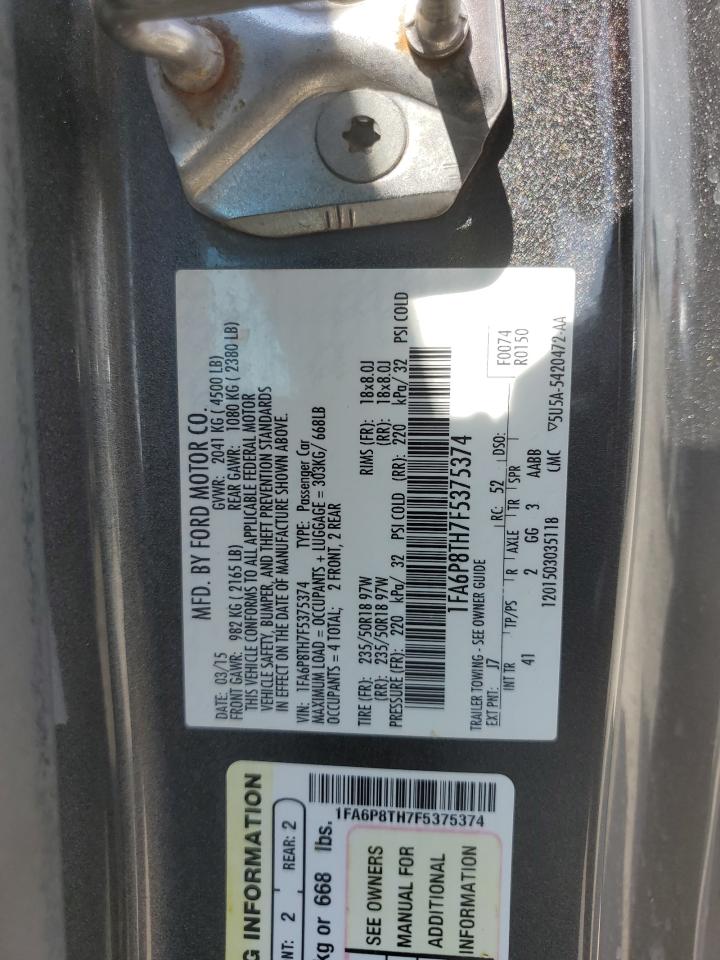 MFD. BY FORD MOTOR CO.
DATE: 03/15 GVWR: 2041 KG ( 4500 LB)
FRONT GAWR: 982 KG ( 2165 LB) REAR GAWR: 1080 KG ( 2380 LB)
THIS VEHICLE CONFORMS TO ALL APPLICABLE FEDERAL MOTOR
VEHICLE SAFETY, BUMPER, AND THEFT PREVENTION STANDARDS
IN EFFECT ON THE DATE OF MANUFACTURE SHOWN ABOVE.
VIN: 1FA6P8TH7F5375374 TYPE: Passenger Car
MAXIMUM LOAD = OCCUPANTS + LUGGAGE = 303KG/ 668LB
OCCUPANTS = 4 TOTAL; 2 FRONT, 2 REAR
TIRE (FR): 235/50R18 97W RIMS (FR): 18x8.0J
(RR): 235/50R18 97W (RR): 18x8.0J
PRESSURE (FR): 220 kPa/ 32 PSI COLD (RR): 220 kPa/ 32 PSI COLD
1FA6P8TH7F5375374
TRAILER TOWING - SEE OWNER GUIDE
EXT PNT: J7 RC: 52 DSO: F0074
INT TR TP/PS R AXLE TR SPR R0150
41 2 GG 3 AABB
1201503035118 CMC ▽5U5A-5420472-AA
G INFORMATION
NT: 2 REAR: 2
kg or 668 lbs.
1FA6P8TH7F5375374
SEE OWNERS
MANUAL FOR
ADDITIONAL
INFORMATION